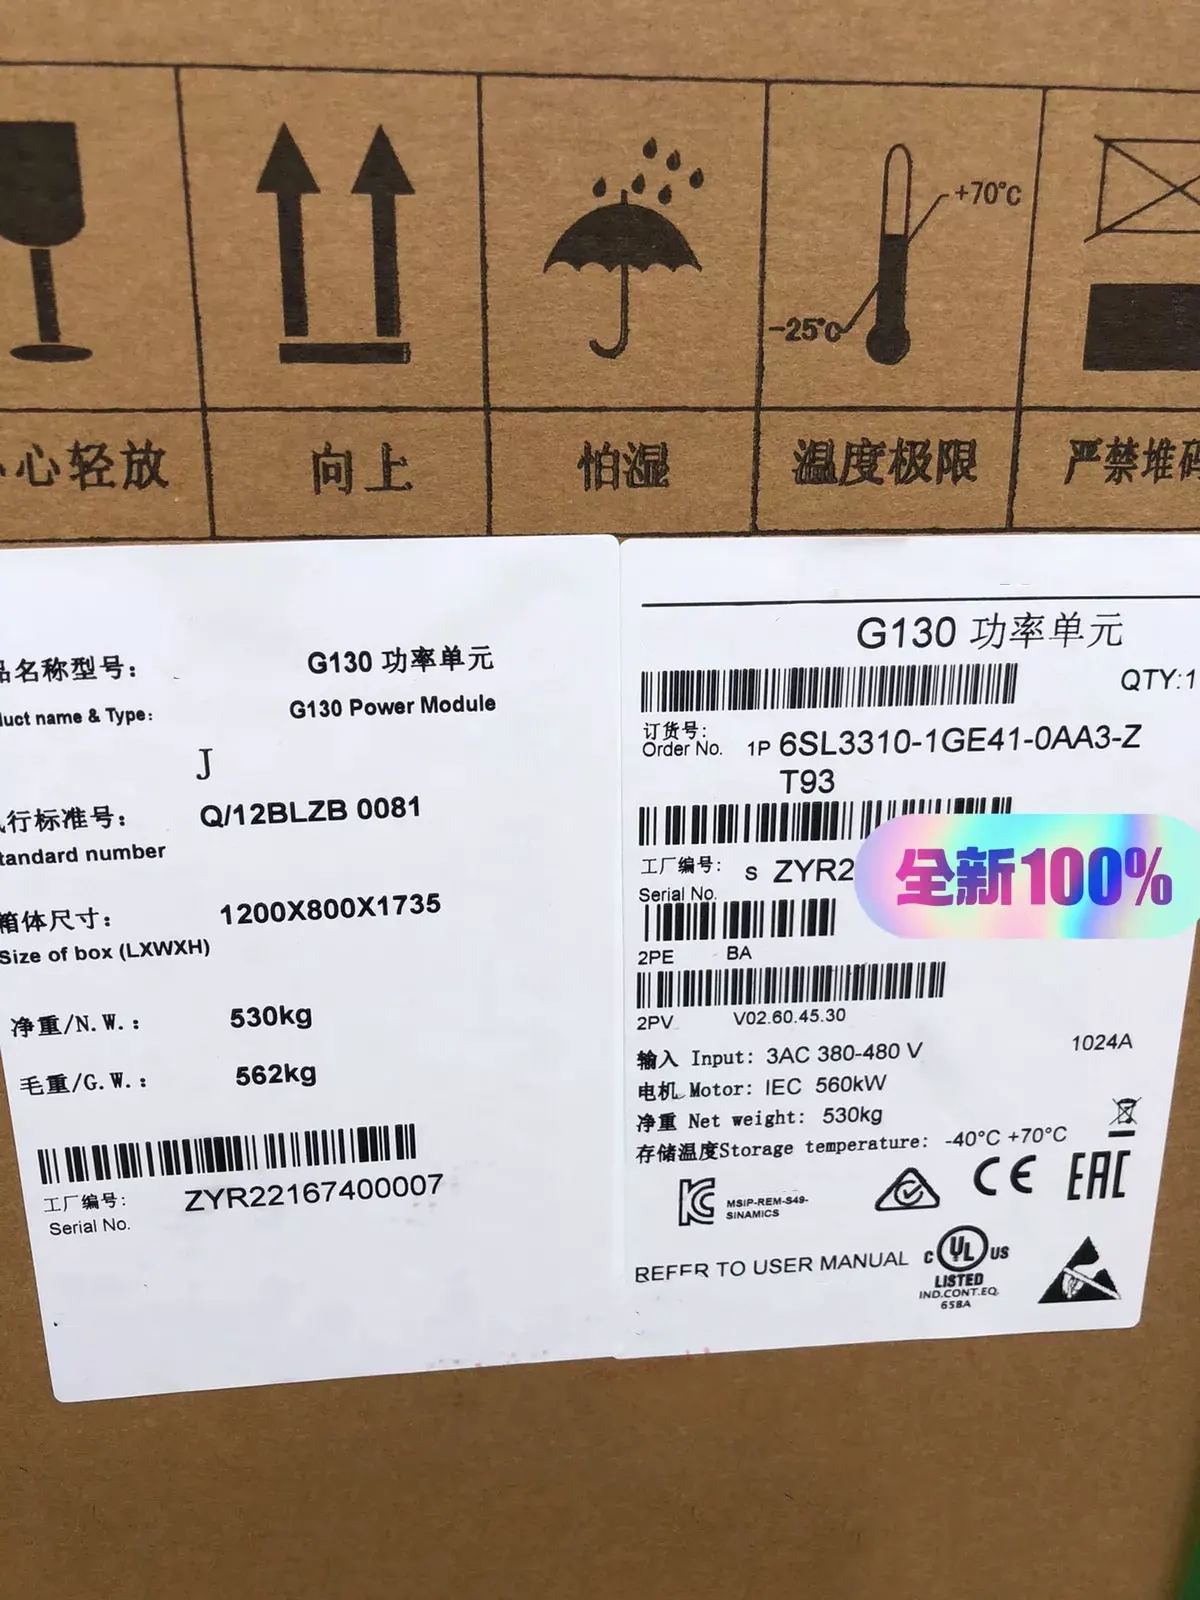 +70°C
-25°C
心轻放
向上
怕湿
温度极限
严禁堆码
名称型号:
G130 功率单元
uct name & Type:
G130 Power Module
J
行标准号:
Q/12BLZB 0081
tandard number
箱体尺寸:
1200X800X1735
Size of box (LXWXH)
净重/N.W.:
530kg
毛重/G.W.:
562kg
工厂编号:
ZYR22167400007
Serial No.
G130 功率单元
QTY:1
订货号:
Order No.
1P 6SL3310-1GE41-0AA3-Z
T93
工厂编号:
S ZYR2
全新100%
Serial No.
2PE BA
2PV V02.60.45.30
输入 Input: 3AC 380-480 V
1024A
电机 Motor: IEC 560kW
净重 Net weight: 530kg
存储温度Storage temperature: -40°C +70°C
MSIP-REM-S49-
SINAMICS
CE
EAC
REFER TO USER MANUAL
C UL US
LISTED
IND.CONT.EQ.
658A